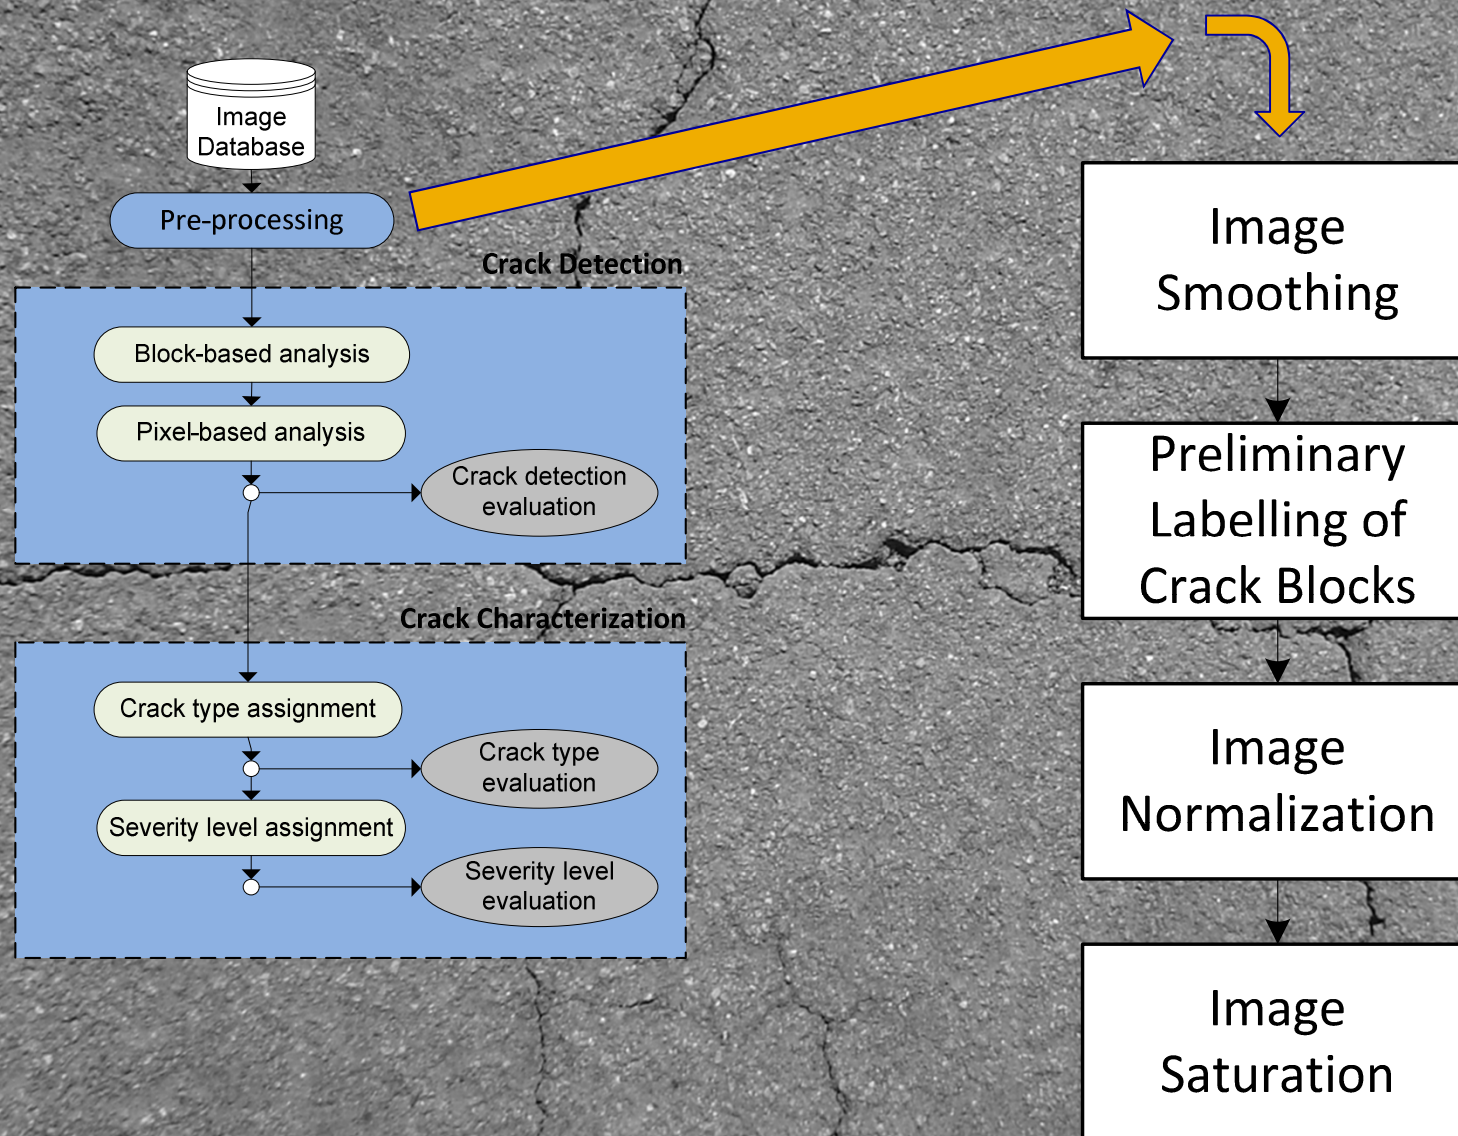 Image
Database
Pre-processing
Crack Detection
Block-based analysis
Pixel-based analysis
Crack detection
evaluation
Crack Characterization
Crack type assignment
Crack type
evaluation
Severity level assignment
Severity level
evaluation
Image
Smoothing
Preliminary
Labelling of
Crack Blocks
Image
Normalization
Image
Saturation